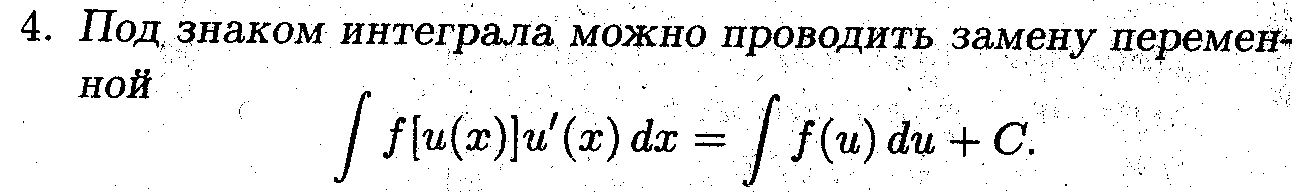 4. Под знаком интеграла можно проводить замену перемен-
ной
∫ f[u(x)]u′(x) dx = ∫ f(u) du + C.